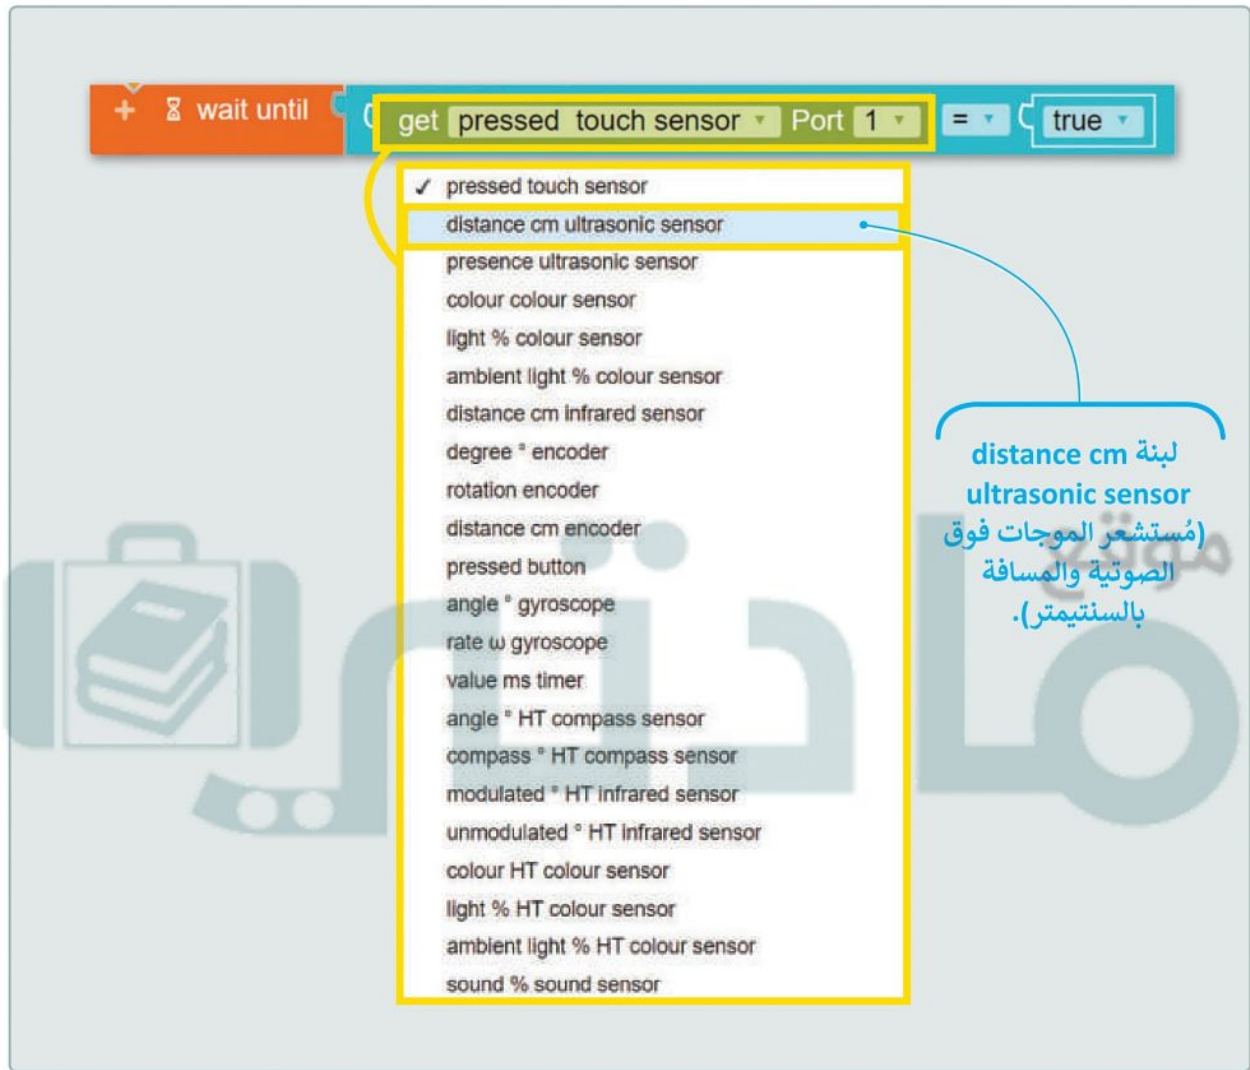 + wait until get pressed touch sensor Port 1 = true
✓ pressed touch sensor
distance cm ultrasonic sensor
presence ultrasonic sensor
colour colour sensor
light % colour sensor
ambient light % colour sensor
distance cm infrared sensor
degree ° encoder
rotation encoder
distance cm encoder
pressed button
angle ° gyroscope
rate ω gyroscope
value ms timer
angle ° HT compass sensor
compass ° HT compass sensor
modulated ° HT infrared sensor
unmodulated ° HT infrared sensor
colour HT colour sensor
light % HT colour sensor
ambient light % HT colour sensor
sound % sound sensor
لبنة distance cm
ultrasonic sensor
(مُستشعر الموجات فوق
الصوتية والمسافة
بالسنتيمتر).
موقع
مادتي